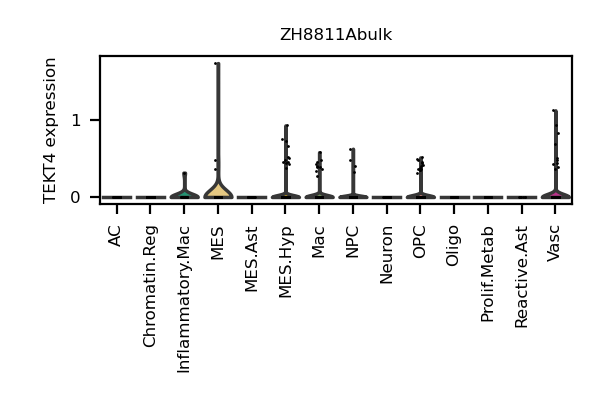 ZH8811Abulk
TEKT4 expression
1
0
AC
Chromatin.Reg
Inflammatory.Mac
MES
MES.Ast
MES.Hyp
Mac
NPC
Neuron
OPC
Oligo
Prolif.Metab
Reactive.Ast
Vasc